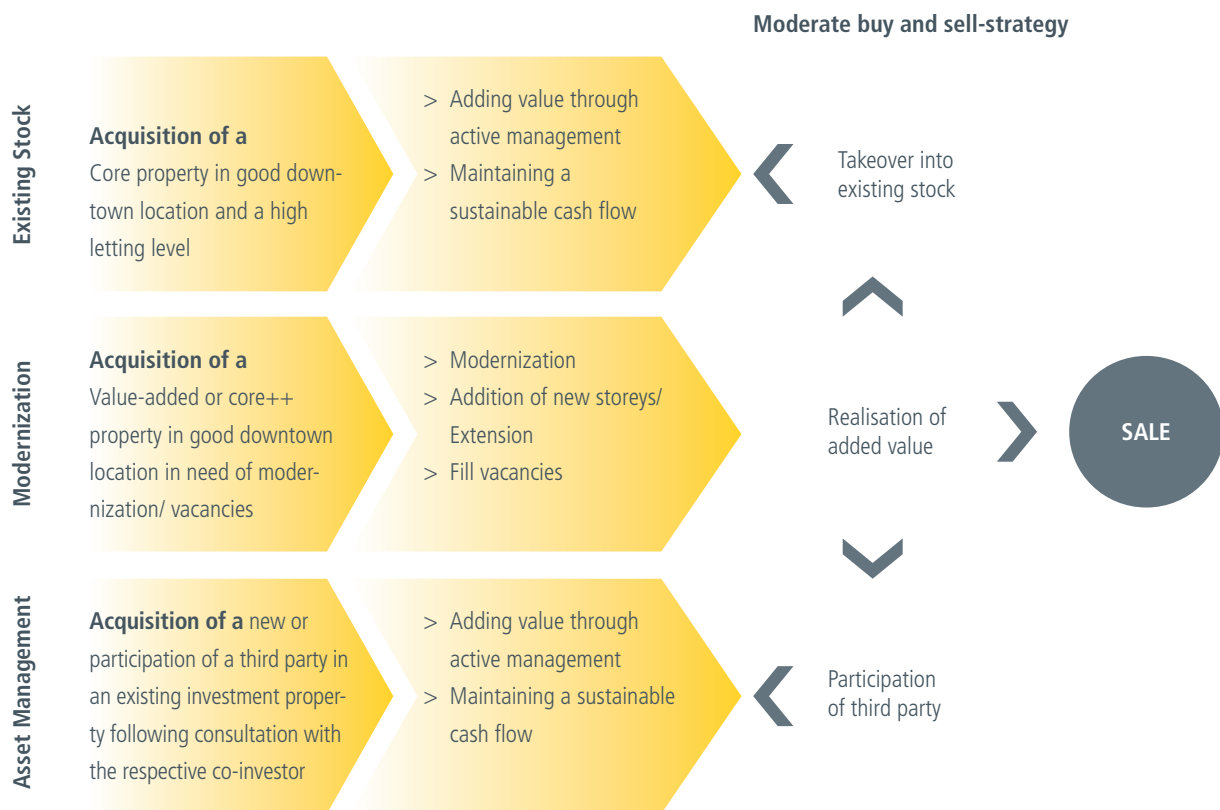 Moderate buy and sell-strategy
Existing Stock
Acquisition of a
Core property in good down-
town location and a high
letting level
> Adding value through
active management
> Maintaining a
sustainable cash flow
Takeover into
existing stock
Modernization
Acquisition of a
Value-added or core++
property in good downtown
location in need of moder-
nization/ vacancies
> Modernization
> Addition of new storeys/
Extension
> Fill vacancies
Realisation of
added value
SALE
Asset Management
Acquisition of a new or
participation of a third party in
an existing investment proper-
ty following consultation with
the respective co-investor
> Adding value through
active management
> Maintaining a sustainable
cash flow
Participation
of third party